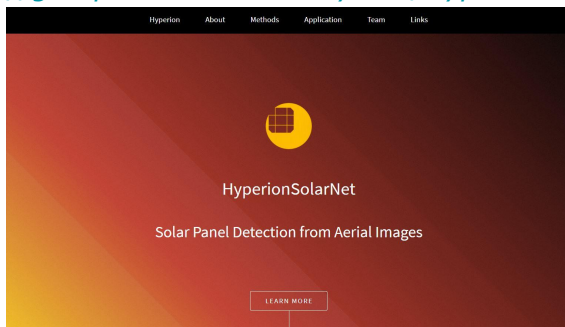 Hyperion About Methods Application Team Links
HyperionSolarNet
Solar Panel Detection from Aerial Images
LEARN MORE